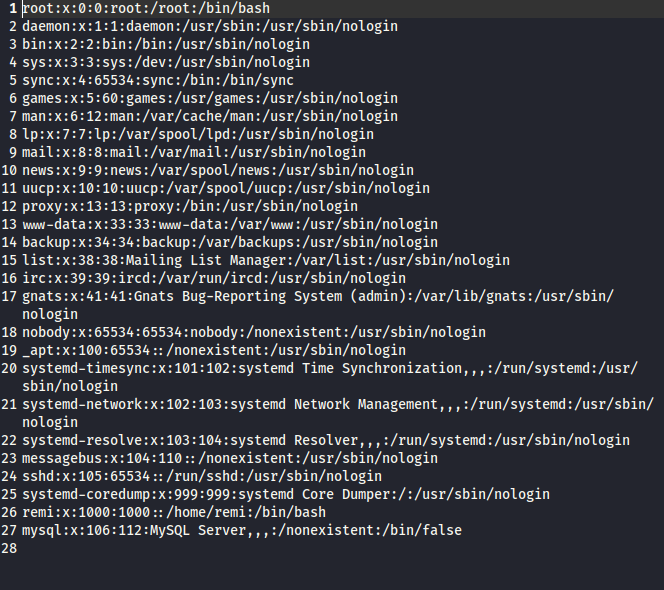 1 root:x:0:0:root:/root:/bin/bash
2 daemon:x:1:1:daemon:/usr/sbin:/usr/sbin/nologin
3 bin:x:2:2:bin:/bin:/usr/sbin/nologin
4 sys:x:3:3:sys:/dev:/usr/sbin/nologin
5 sync:x:4:65534:sync:/bin:/bin/sync
6 games:x:5:60:games:/usr/games:/usr/sbin/nologin
7 man:x:6:12:man:/var/cache/man:/usr/sbin/nologin
8 lp:x:7:7:lp:/var/spool/lpd:/usr/sbin/nologin
9 mail:x:8:8:mail:/var/mail:/usr/sbin/nologin
10 news:x:9:9:news:/var/spool/news:/usr/sbin/nologin
11 uucp:x:10:10:uucp:/var/spool/uucp:/usr/sbin/nologin
12 proxy:x:13:13:proxy:/bin:/usr/sbin/nologin
13 www-data:x:33:33:www-data:/var/www:/usr/sbin/nologin
14 backup:x:34:34:backup:/var/backups:/usr/sbin/nologin
15 list:x:38:38:Mailing List Manager:/var/list:/usr/sbin/nologin
16 irc:x:39:39:ircd:/var/run/ircd:/usr/sbin/nologin
17 gnats:x:41:41:Gnats Bug-Reporting System (admin):/var/lib/gnats:/usr/sbin/
nologin
18 nobody:x:65534:65534:nobody:/nonexistent:/usr/sbin/nologin
19 _apt:x:100:65534::/nonexistent:/usr/sbin/nologin
20 systemd-timesync:x:101:102:systemd Time Synchronization,,,:/run/systemd:/usr/
sbin/nologin
21 systemd-network:x:102:103:systemd Network Management,,,:/run/systemd:/usr/sbin/
nologin
22 systemd-resolve:x:103:104:systemd Resolver,,,:/run/systemd:/usr/sbin/nologin
23 messagebus:x:104:110::/nonexistent:/usr/sbin/nologin
24 sshd:x:105:65534::/run/sshd:/usr/sbin/nologin
25 systemd-coredump:x:999:999:systemd Core Dumper:/:/usr/sbin/nologin
26 remi:x:1000:1000::/home/remi:/bin/bash
27 mysql:x:106:112:MySQL Server,,,:/nonexistent:/bin/false
28